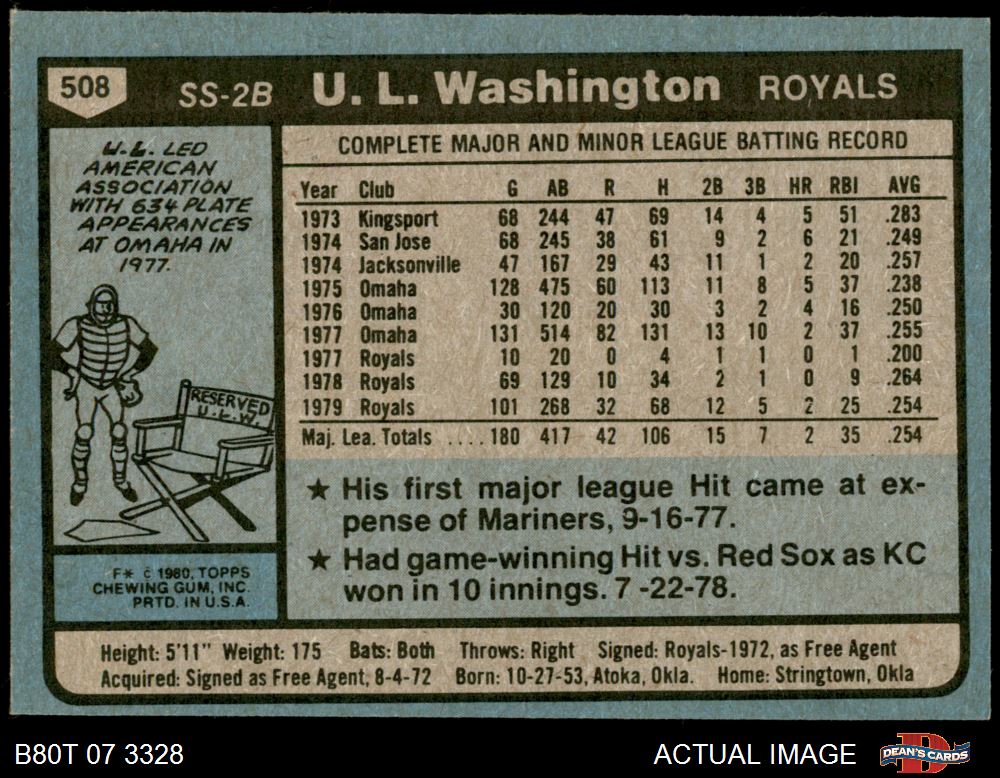 508 SS-2B U. L. Washington ROYALS
U.L. LED
AMERICAN
ASSOCIATION
WITH 634 PLATE
APPEARANCES
AT OMAHA IN
1977.
RESERVED
U.L.W.
COMPLETE MAJOR AND MINOR LEAGUE BATTING RECORD
Year Club G AB R H 2B 3B HR RBI AVG
1973 Kingsport 68 244 47 69 14 4 5 51 .283
1974 San Jose 68 245 38 61 9 2 6 21 .249
1974 Jacksonville 47 167 29 43 11 1 2 20 .257
1975 Omaha 128 475 60 113 11 8 5 37 .238
1976 Omaha 30 120 20 30 3 2 4 16 .250
1977 Omaha 131 514 82 131 13 10 2 37 .255
1977 Royals 10 20 0 4 1 1 0 1 .200
1978 Royals 69 129 10 34 2 1 0 9 .264
1979 Royals 101 268 32 68 12 5 2 25 .254
Maj. Lea. Totals .... 180 417 42 106 15 7 2 35 .254
★ His first major league Hit came at ex-
pense of Mariners, 9-16-77.
★ Had game-winning Hit vs. Red Sox as KC
won in 10 innings. 7 -22-78.
F* © 1980, TOPPS
CHEWING GUM, INC.
PRTD. IN U.S.A.
Height: 5'11" Weight: 175 Bats: Both Throws: Right Signed: Royals-1972, as Free Agent
Acquired: Signed as Free Agent, 8-4-72 Born: 10-27-53, Atoka, Okla. Home: Stringtown, Okla
B80T 07 3328 ACTUAL IMAGE DEAN'S CARDS